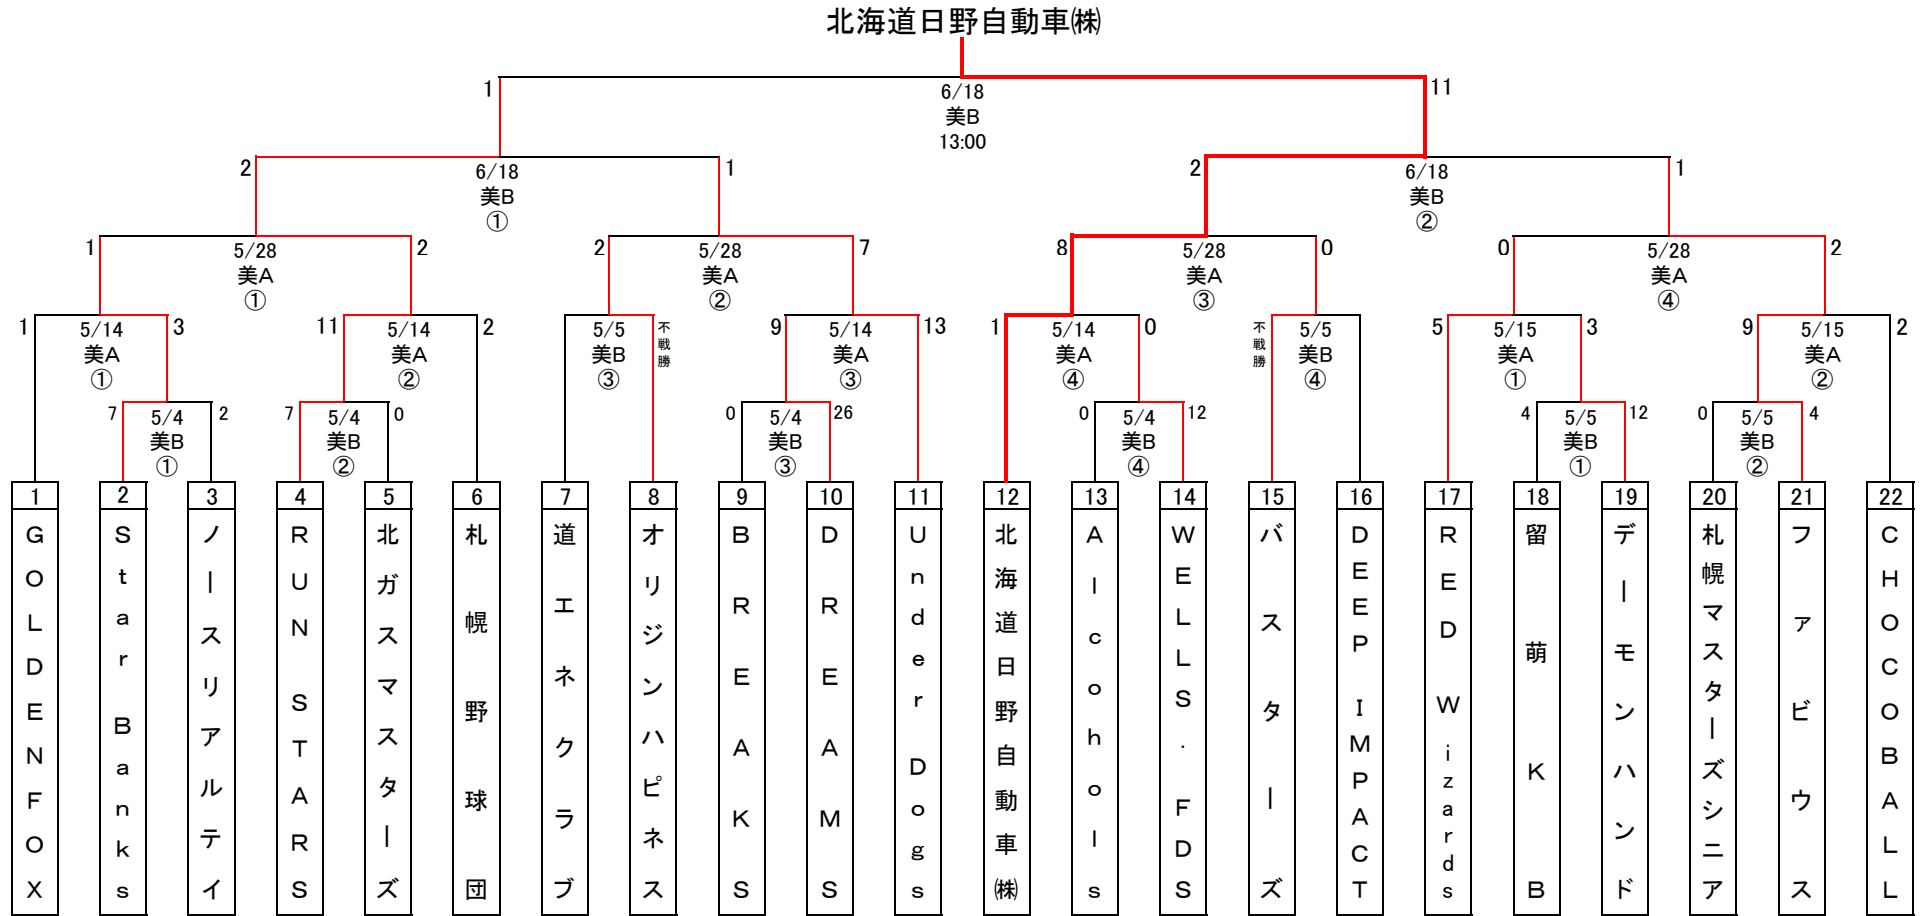 北海道日野自動車㈱
1 11
6/18
美B
13:00
2 1 2 1
6/18 6/18
美B 美B
① ②
1 2 2 7 8 0 0 2
5/28 5/28 5/28 5/28
美A 美A 美A 美A
① ② ③ ④
1 3 11 2 不戦勝 9 13 1 0 不戦勝 5 3 9 2
5/14 5/14 5/5 5/14 5/14 5/5 5/15 5/15
美A 美A 美B 美A 美A 美B 美A 美A
① ② ③ ③ ④ ④ ① ②
7 2 7 0 0 26 0 12 4 12 0 4
5/4 5/4 5/4 5/4 5/5 5/5
美B 美B 美B 美B 美B 美B
① ② ③ ④ ① ②
1 GOLDENFOX
2 Star Banks
3 ノースリアルティ
4 RUN STARS
5 北ガスマスターズ
6 札幌野球団
7 道エネクラブ
8 オリジンハピネス
9 BREAKS
10 DREAMS
11 Under Dogs
12 北海道日野自動車㈱
13 Alcohols
14 WELLS.FDS
15 バスターズ
16 DEEP IMPACT
17 RED Wizards
18 留萌KB
19 デーモンハンド
20 札幌マスターズシニア
21 ファビウス
22 CHOCOBALL